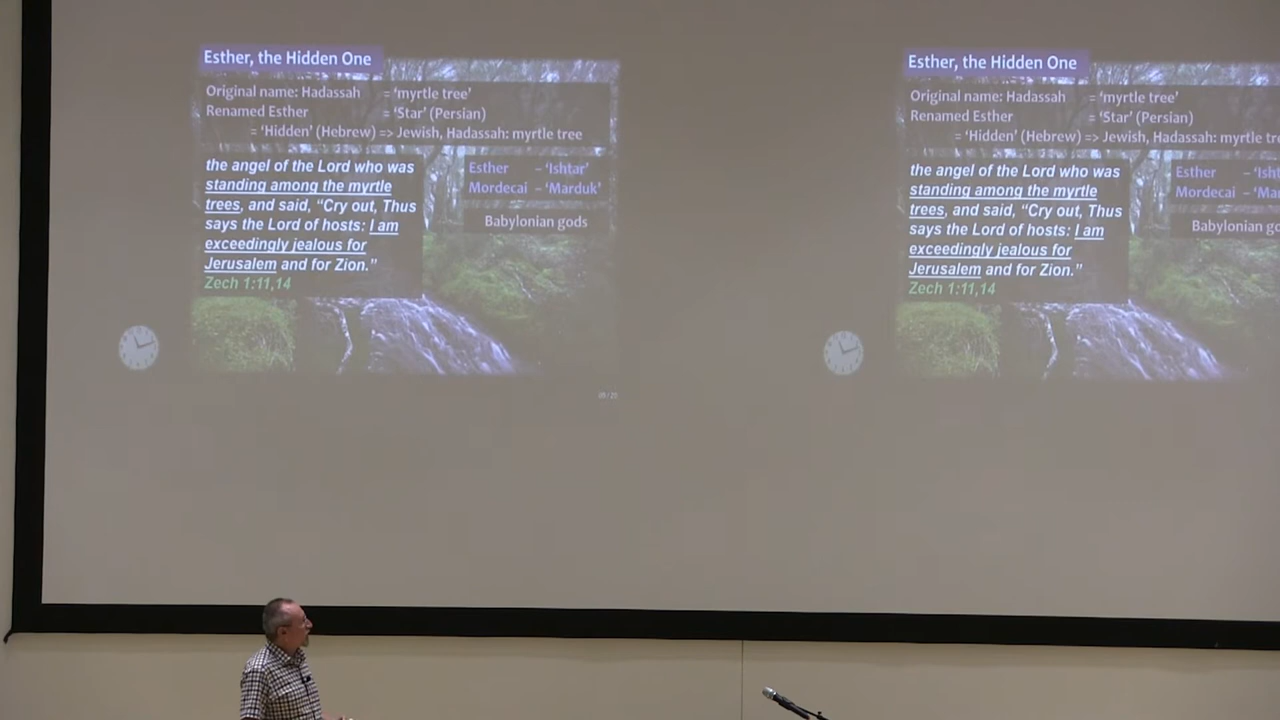 Esther, the Hidden One
Original name: Hadassah = ‘myrtle tree’
Renamed Esther = ‘Star’ (Persian)
= ‘Hidden’ (Hebrew) => Jewish, Hadassah: myrtle tree
the angel of the Lord who was
standing among the myrtle
trees, and said, “Cry out, Thus
says the Lord of hosts: I am
exceedingly jealous for
Jerusalem and for Zion.”
Zech 1:11,14
Esther – ‘Ishtar’
Mordecai – ‘Marduk’
Babylonian gods
Esther, the Hidden One
Original name: Hadassah = ‘myrtle tree’
Renamed Esther = ‘Star’ (Persian)
= ‘Hidden’ (Hebrew) => Jewish, Hadassah: myrtle tre
the angel of the Lord who was
standing among the myrtle
trees, and said, “Cry out, Thus
says the Lord of hosts: I am
exceedingly jealous for
Jerusalem and for Zion.”
Zech 1:11,14
Esther – ‘Isht
Mordecai – ‘Ma
Babylonian go